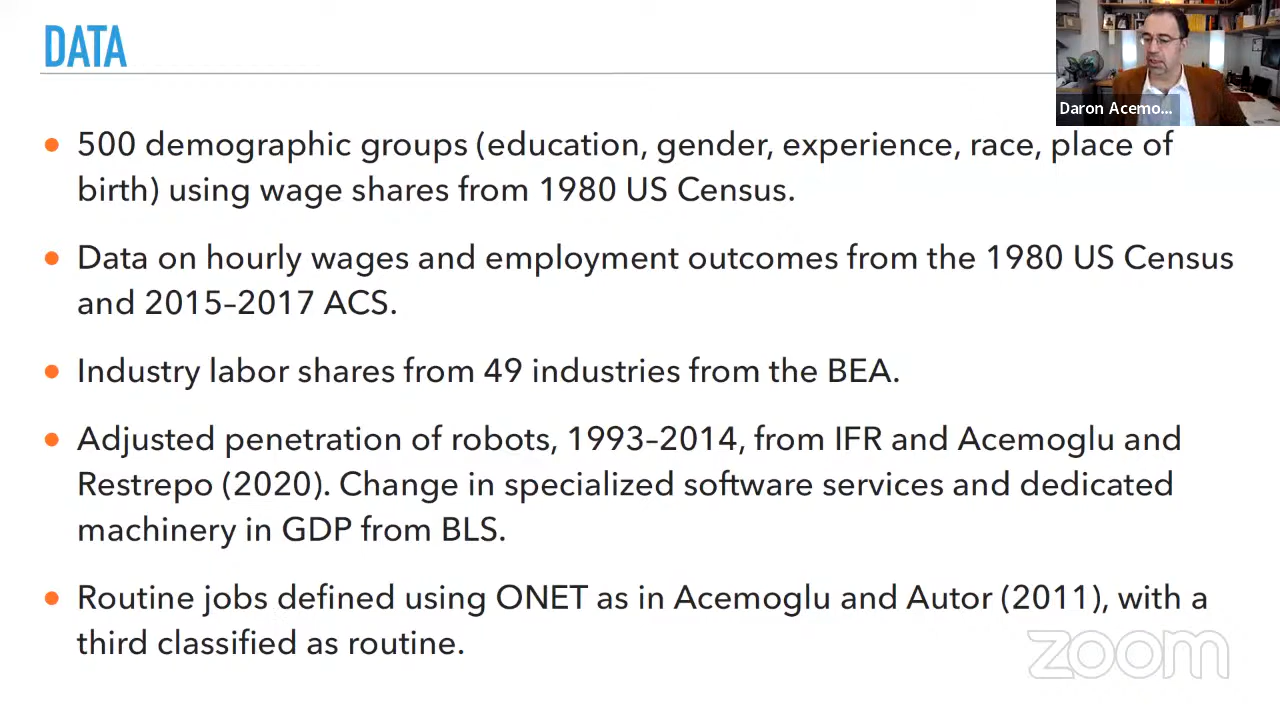 DATA
Daron Acemo...
500 demographic groups (education, gender, experience, race, place of
birth) using wage shares from 1980 US Census.
Data on hourly wages and employment outcomes from the 1980 US Census
and 2015–2017 ACS.
Industry labor shares from 49 industries from the BEA.
Adjusted penetration of robots, 1993–2014, from IFR and Acemoglu and
Restrepo (2020). Change in specialized software services and dedicated
machinery in GDP from BLS.
Routine jobs defined using ONET as in Acemoglu and Autor (2011), with a
third classified as routine.
zoom